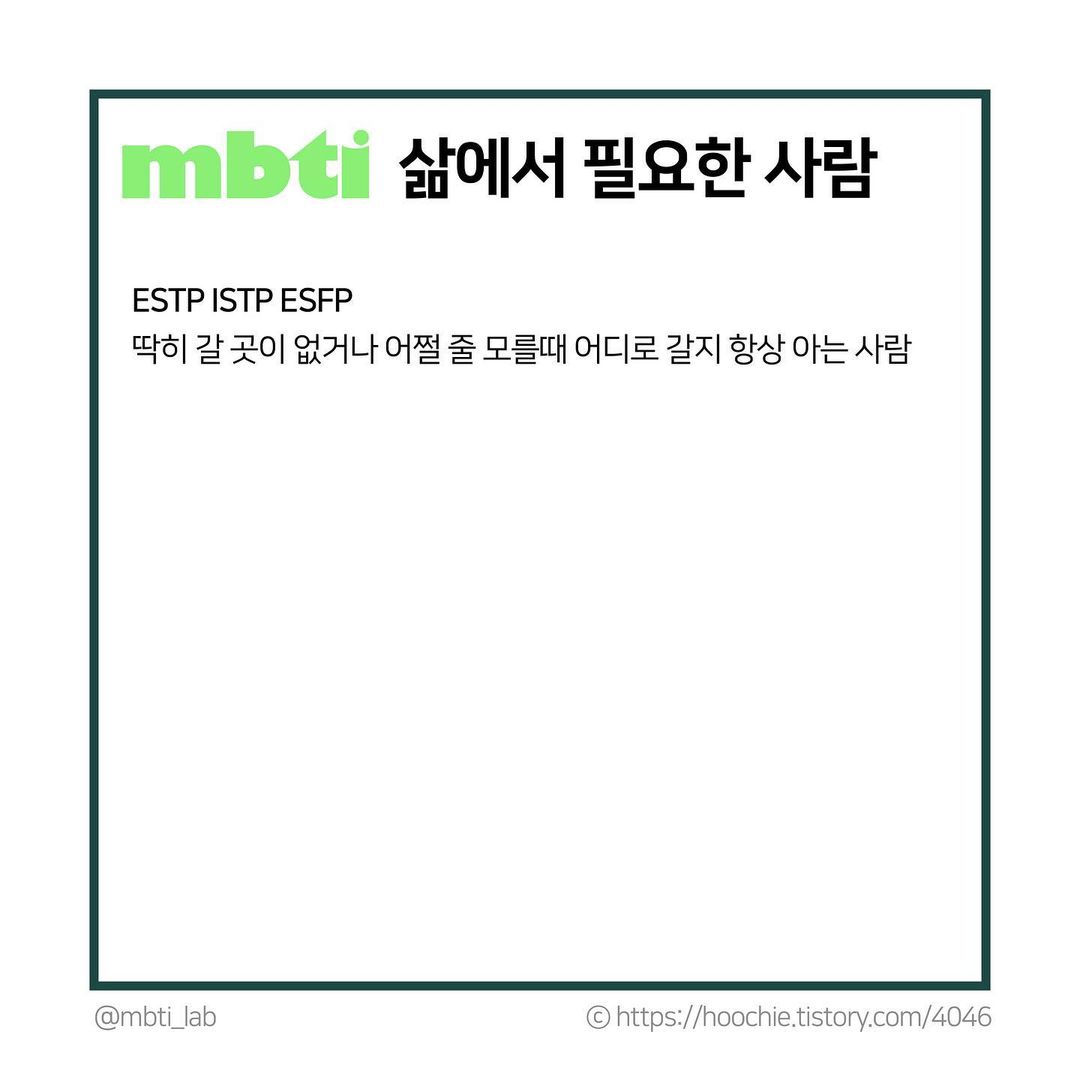 mbti 삶에서 필요한 사람
ESTP ISTP ESFP
딱히 갈 곳이 없거나 어쩔 줄 모를때 어디로 갈지 항상 아는 사람
@mbti_lab
© https://hoochie.tistory.com/4046